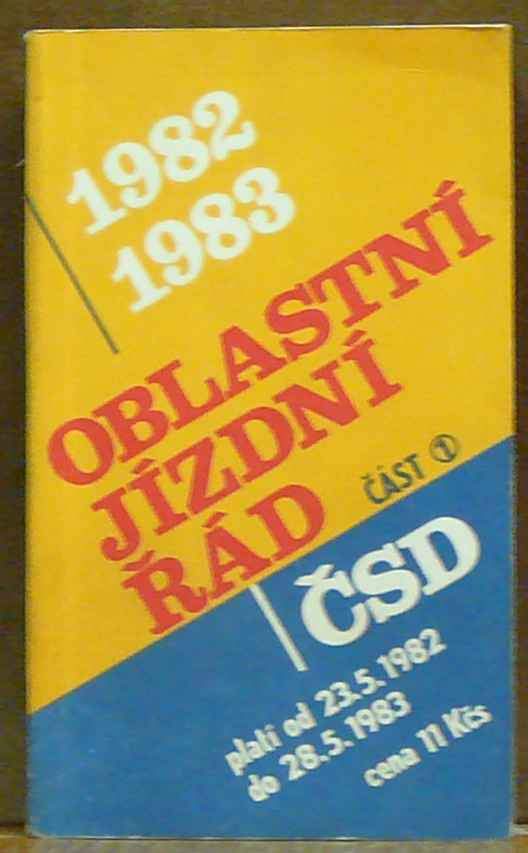 1982
1983
OBLASTNÍ
JÍZDNÍ
ŘÁD
ČÁST 1
ČSD
platí od 23.5.1982
do 28.5.1983
cena 11 Kčs